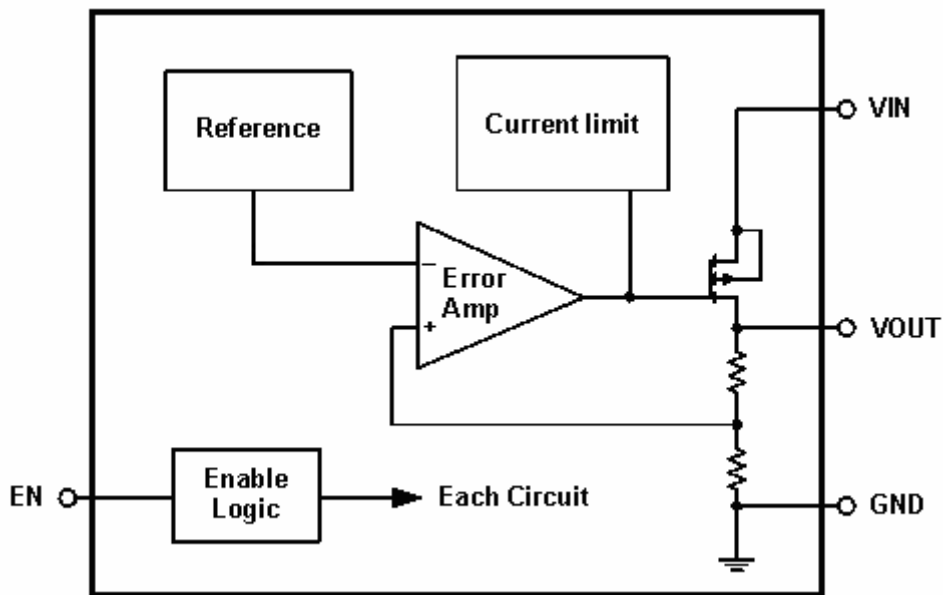 Reference
Current limit
VIN
−
Error
Amp
+
VOUT
EN
Enable
Logic
Each Circuit
GND